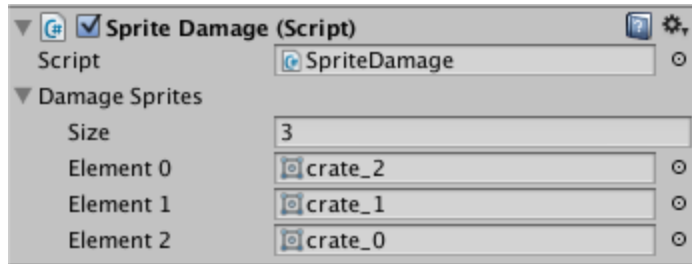 Sprite Damage (Script)
Script SpriteDamage
Damage Sprites
Size 3
Element 0 crate_2
Element 1 crate_1
Element 2 crate_0